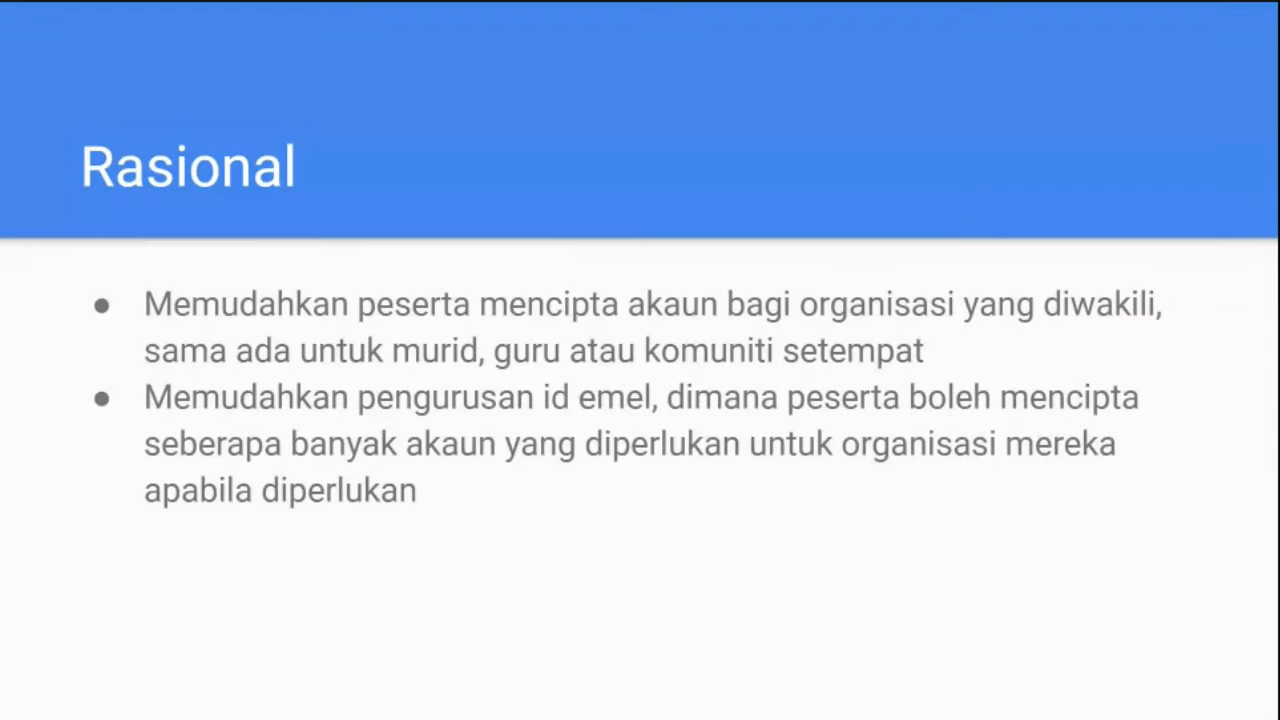 Rasional
● Memudahkan peserta mencipta akaun bagi organisasi yang diwakili,
sama ada untuk murid, guru atau komuniti setempat
● Memudahkan pengurusan id emel, dimana peserta boleh mencipta
seberapa banyak akaun yang diperlukan untuk organisasi mereka
apabila diperlukan